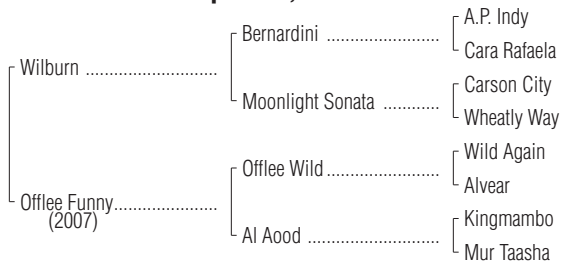 A.P. Indy
Bernardini ....................
Cara Rafaela
Wilburn ........................
Carson City
Moonlight Sonata ..........
Wheatly Way
Wild Again
Offlee Wild....................
Alvear
Offlee Funny...................
(2007)
Kingmambo
Al Aood ........................
Mur Taasha